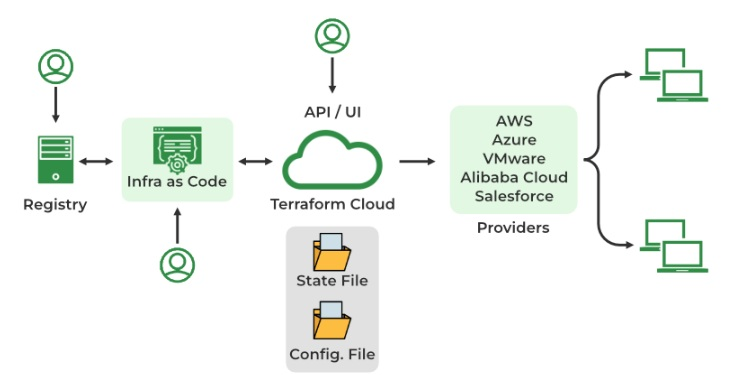 API / UI
Infra as Code
Registry
Terraform Cloud
State File
Config. File
AWS
Azure
VMware
Alibaba Cloud
Salesforce
Providers